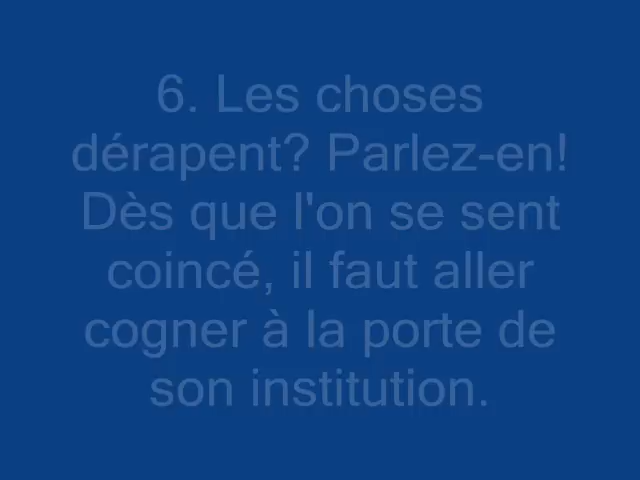 6. Les choses
dérapent? Parlez-en!
Dès que l'on se sent
coincé, il faut aller
cogner à la porte de
son institution.